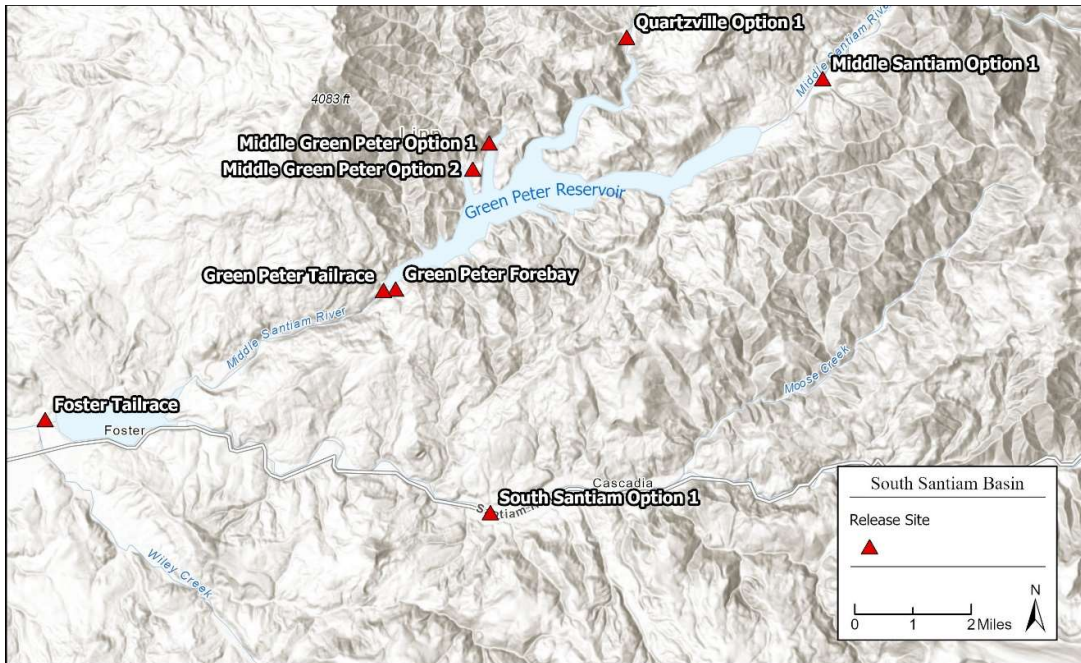 Quartzville Option 1
Middle Santiam River
Middle Santiam Option 1
4083 ft
Linn
Middle Green Peter Option 1
Middle Green Peter Option 2
Green Peter Reservoir
Green Peter Tailrace
Green Peter Forebay
Middle Santiam River
Moose Creek
Foster Tailrace
Foster
Cascadia
South Santiam Option 1
Wiley Creek
South Santiam Basin
Release Site
N
0 1 2 Miles